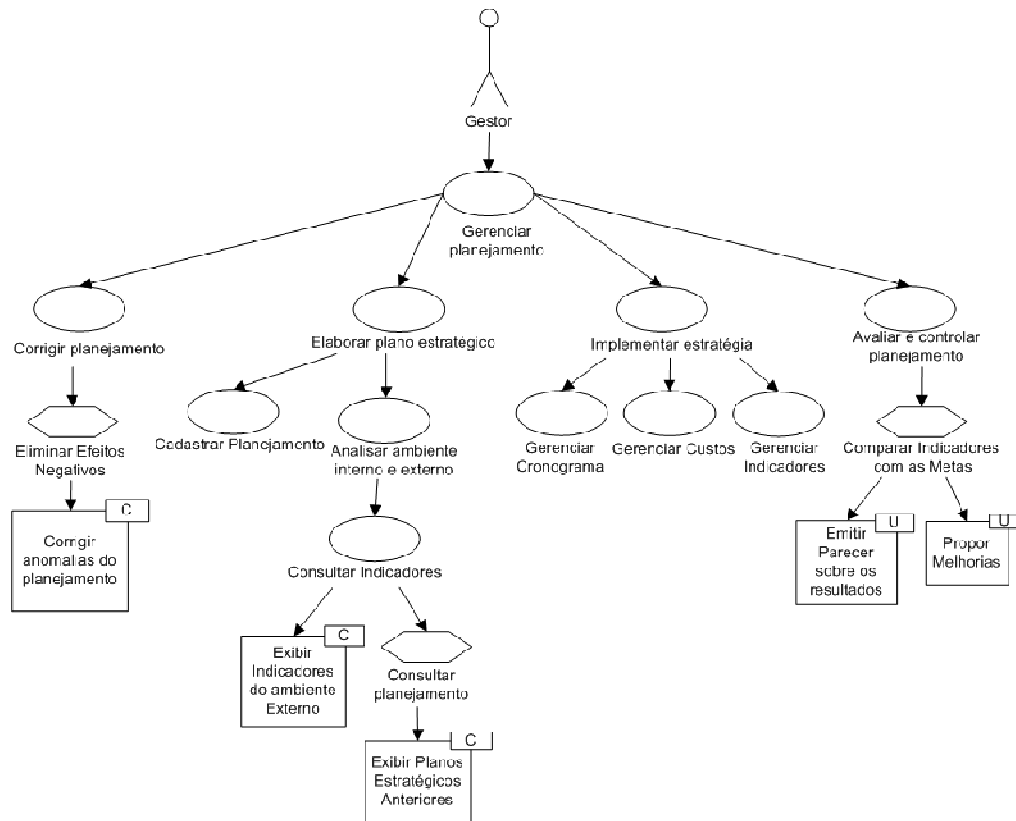 Gestor
Gerenciar
planejamento
Corrigir planejamento
Elaborar plano estratégico
Implementar estratégia
Avaliar e controlar
planejamento
Eliminar Efeitos
Negativos
Cadastrar Planejamento
Analisar ambiente
interno e externo
Gerenciar
Cronograma
Gerenciar Custos
Gerenciar
Indicadores
Comparar Indicadores
com as Metas
C
Corrigir
anomalias do
planejamento
Consultar Indicadores
U
Emitir
Parecer
sobre os
resultados
U
Propor
Melhorias
C
Exibir
Indicadores
do ambiente
Externo
Consultar
planejamento
C
Exibir Planos
Estratégicos
Anteriores